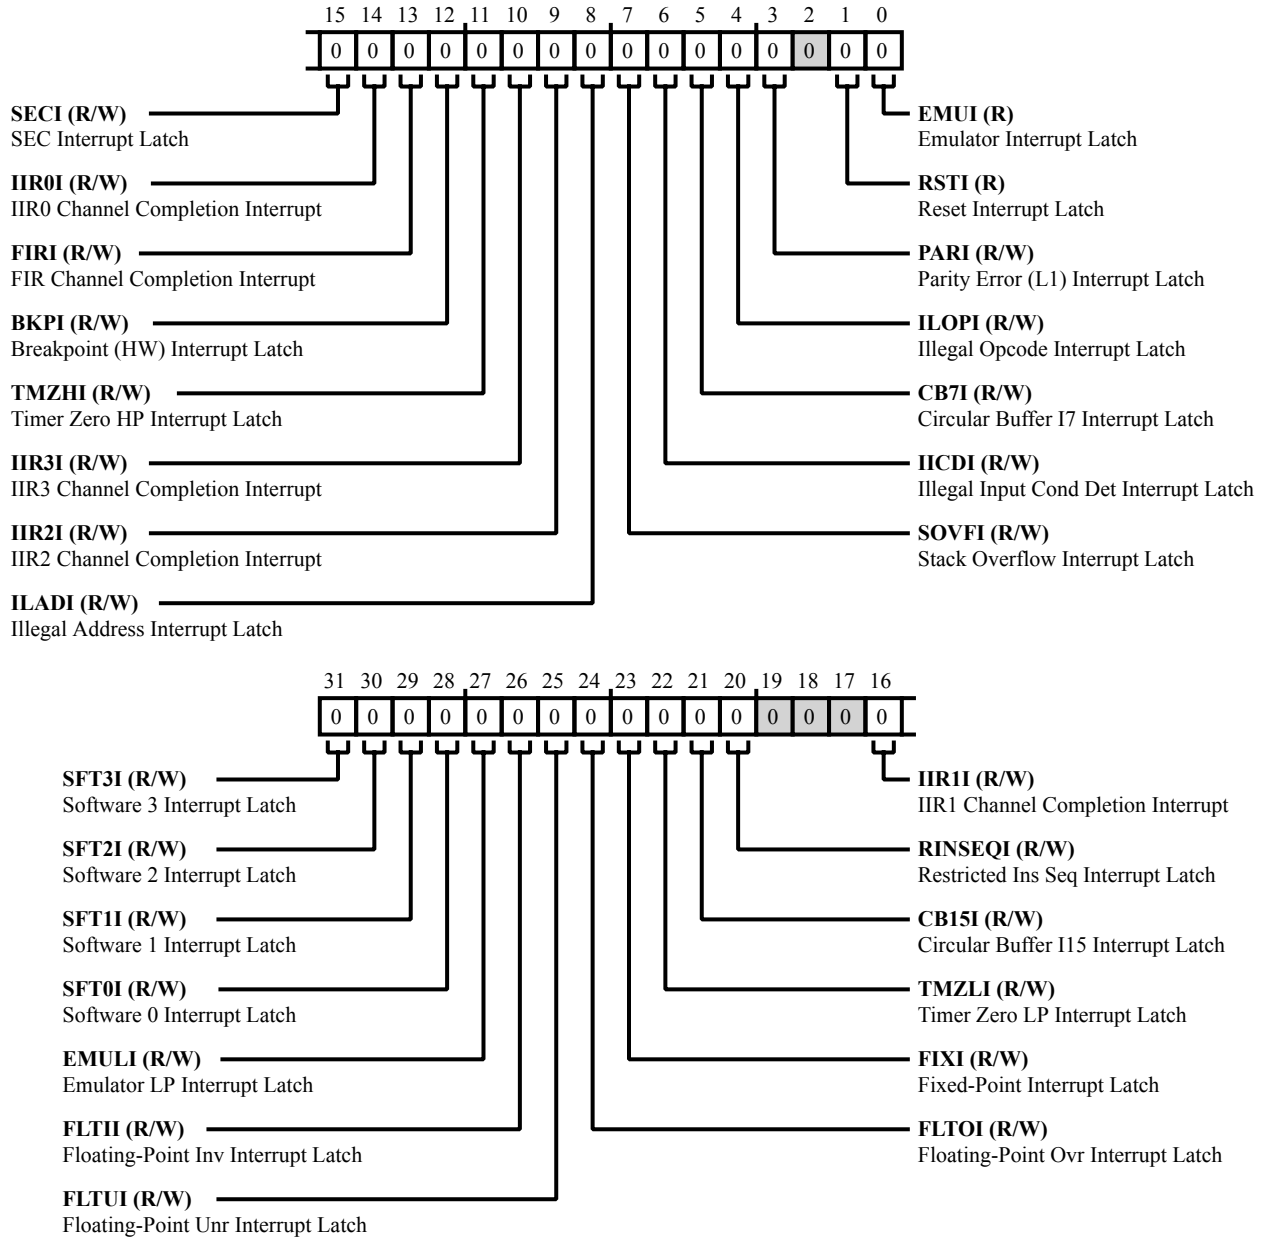 15 14 13 12 11 10 9 8 7 6 5 4 3 2 1 0
0 0 0 0 0 0 0 0 0 0 0 0 0 0 0 0
SECI (R/W)
SEC Interrupt Latch
IIR0I (R/W)
IIR0 Channel Completion Interrupt
FIRI (R/W)
FIR Channel Completion Interrupt
BKPI (R/W)
Breakpoint (HW) Interrupt Latch
TMZHI (R/W)
Timer Zero HP Interrupt Latch
IIR3I (R/W)
IIR3 Channel Completion Interrupt
IIR2I (R/W)
IIR2 Channel Completion Interrupt
ILADI (R/W)
Illegal Address Interrupt Latch
EMUI (R)
Emulator Interrupt Latch
RSTI (R)
Reset Interrupt Latch
PARI (R/W)
Parity Error (L1) Interrupt Latch
ILOPI (R/W)
Illegal Opcode Interrupt Latch
CB7I (R/W)
Circular Buffer I7 Interrupt Latch
IICDI (R/W)
Illegal Input Cond Det Interrupt Latch
SOVFI (R/W)
Stack Overflow Interrupt Latch
31 30 29 28 27 26 25 24 23 22 21 20 19 18 17 16
0 0 0 0 0 0 0 0 0 0 0 0 0 0 0 0
SFT3I (R/W)
Software 3 Interrupt Latch
SFT2I (R/W)
Software 2 Interrupt Latch
SFT1I (R/W)
Software 1 Interrupt Latch
SFT0I (R/W)
Software 0 Interrupt Latch
EMULI (R/W)
Emulator LP Interrupt Latch
FLTII (R/W)
Floating-Point Inv Interrupt Latch
FLTUI (R/W)
Floating-Point Unr Interrupt Latch
IIR1I (R/W)
IIR1 Channel Completion Interrupt
RINSEQI (R/W)
Restricted Ins Seq Interrupt Latch
CB15I (R/W)
Circular Buffer I15 Interrupt Latch
TMZLI (R/W)
Timer Zero LP Interrupt Latch
FIXI (R/W)
Fixed-Point Interrupt Latch
FLTOI (R/W)
Floating-Point Ovr Interrupt Latch